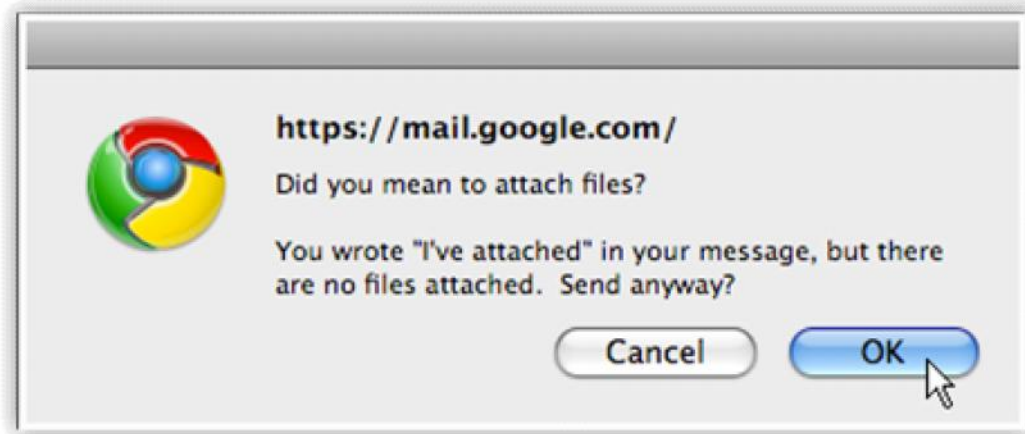 https://mail.google.com/
Did you mean to attach files?
You wrote "I've attached" in your message, but there
are no files attached.  Send anyway?
Cancel
OK